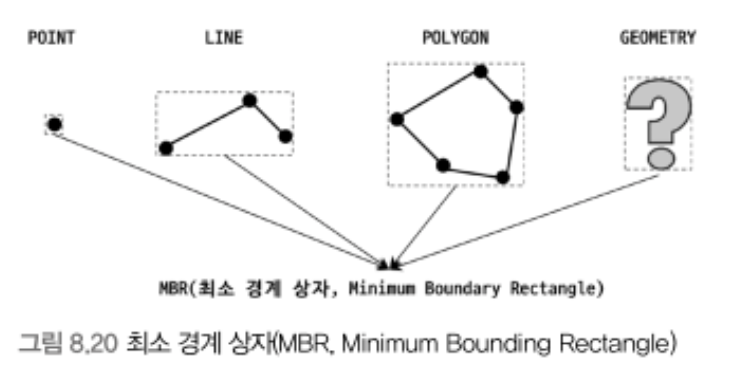 POINT LINE POLYGON GEOMETRY
?
MBR(최소 경계 상자, Minimum Boundary Rectangle)
그림 8.20 최소 경계 상자(MBR, Minimum Bounding Rectangle)